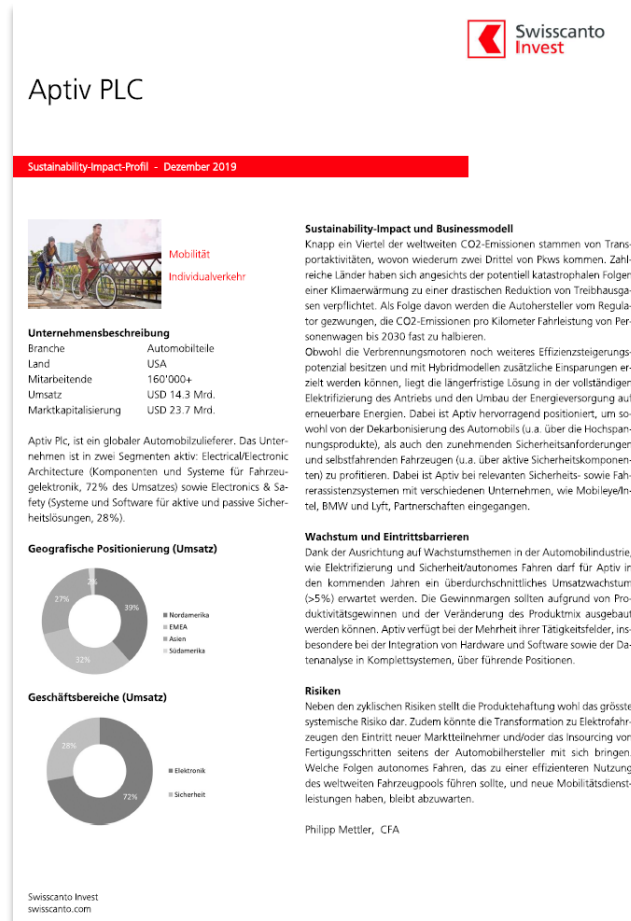 Swisscanto
Invest
Aptiv PLC
Sustainability-Impact-Profil - Dezember 2019
Mobilität
Individualverkehr
Unternehmensbeschreibung
Branche Automobilteile
Land USA
Mitarbeitende 160'000+
Umsatz USD 14.3 Mrd.
Marktkapitalisierung USD 23.7 Mrd.
Aptiv Plc, ist ein globaler Automobilzulieferer. Das Unter-
nehmen ist in zwei Segmenten aktiv: Electrical/Electronic
Architecture (Komponenten und Systeme für Fahrzeu-
gelektronik, 72% des Umsatzes) sowie Electronics & Sa-
fety (Systeme und Software für aktive und passive Sicher-
heitslösungen, 28%).
Geografische Positionierung (Umsatz)
2%
27%
39%
32%
Nordamerika
EMEA
Asien
Südamerika
Geschäftsbereiche (Umsatz)
28%
72%
Elektronik
Sicherheit
Sustainability-Impact und Businessmodell
Knapp ein Viertel der weltweiten CO2-Emissionen stammen von Trans-
portaktivitäten, wovon wiederum zwei Drittel von Pkws kommen. Zahl-
reiche Länder haben sich angesichts der potentiell katastrophalen Folgen
einer Klimaerwärmung zu einer drastischen Reduktion von Treibhausga-
sen verpflichtet. Als Folge davon werden die Autohersteller vom Regula-
tor gezwungen, die CO2-Emissionen pro Kilometer Fahrleistung von Per-
sonenwagen bis 2030 fast zu halbieren.
Obwohl die Verbrennungsmotoren noch weiteres Effizienzsteigerungs-
potenzial besitzen und mit Hybridmodellen zusätzliche Einsparungen er-
zielt werden können, liegt die längerfristige Lösung in der vollständigen
Elektrifizierung des Antriebs und den Umbau der Energieversorgung auf
erneuerbare Energien. Dabei ist Aptiv hervorragend positioniert, um so-
wohl von der Dekarbonisierung des Automobils (u.a. über die Hochspan-
nungsprodukte), als auch den zunehmenden Sicherheitsanforderungen
und selbstfahrenden Fahrzeugen (u.a. über aktive Sicherheitskomponen-
ten) zu profitieren. Dabei ist Aptiv bei relevanten Sicherheits- sowie Fah-
rerassistenzsystemen mit verschiedenen Unternehmen, wie Mobileye/In-
tel, BMW und Lyft, Partnerschaften eingegangen.
Wachstum und Eintrittsbarrieren
Dank der Ausrichtung auf Wachstumsthemen in der Automobilindustrie,
wie Elektrifizierung und Sicherheit/autonomes Fahren darf für Aptiv in
den kommenden Jahren ein überdurchschnittliches Umsatzwachstum
(>5%) erwartet werden. Die Gewinnmargen sollten aufgrund von Pro-
duktivitätsgewinnen und der Veränderung des Produktmix ausgebaut
werden können. Aptiv verfügt bei der Mehrheit ihrer Tätigkeitsfelder, ins-
besondere bei der Integration von Hardware und Software sowie der Da-
tenanalyse in Komplettsystemen, über führende Positionen.
Risiken
Neben den zyklischen Risiken stellt die Produktehaftung wohl das grösste
systemische Risiko dar. Zudem könnte die Transformation zu Elektrofahr-
zeugen den Eintritt neuer Marktteilnehmer und/oder das Insourcing von
Fertigungsschritten seitens der Automobilhersteller mit sich bringen.
Welche Folgen autonomes Fahren, das zu einer effizienteren Nutzung
des weltweiten Fahrzeugpools führen sollte, und neue Mobilitätsdienst-
leistungen haben, bleibt abzuwarten.
Philipp Mettler, CFA
Swisscanto Invest
swisscanto.com